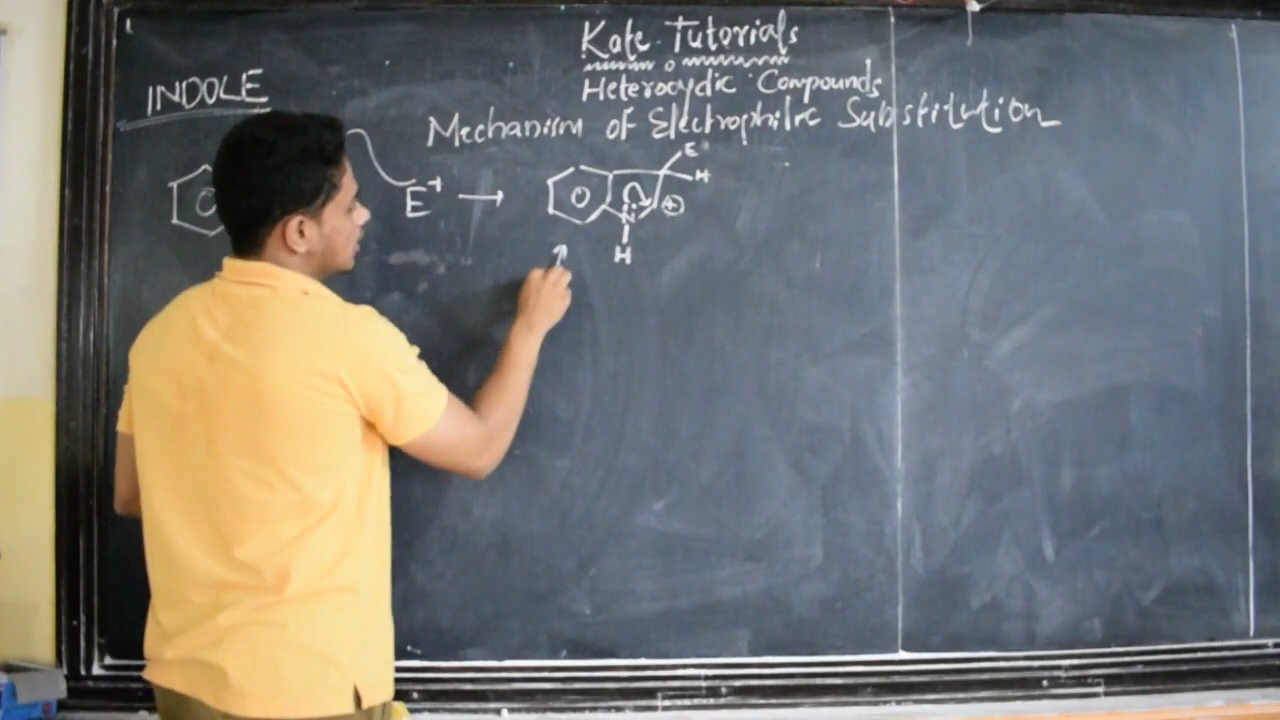 Kate Tutorials
Heterocyclic Compounds
INDOLE
Mechanism of Electrophilic Substitution
E
H
E+ → ⊕
N
H